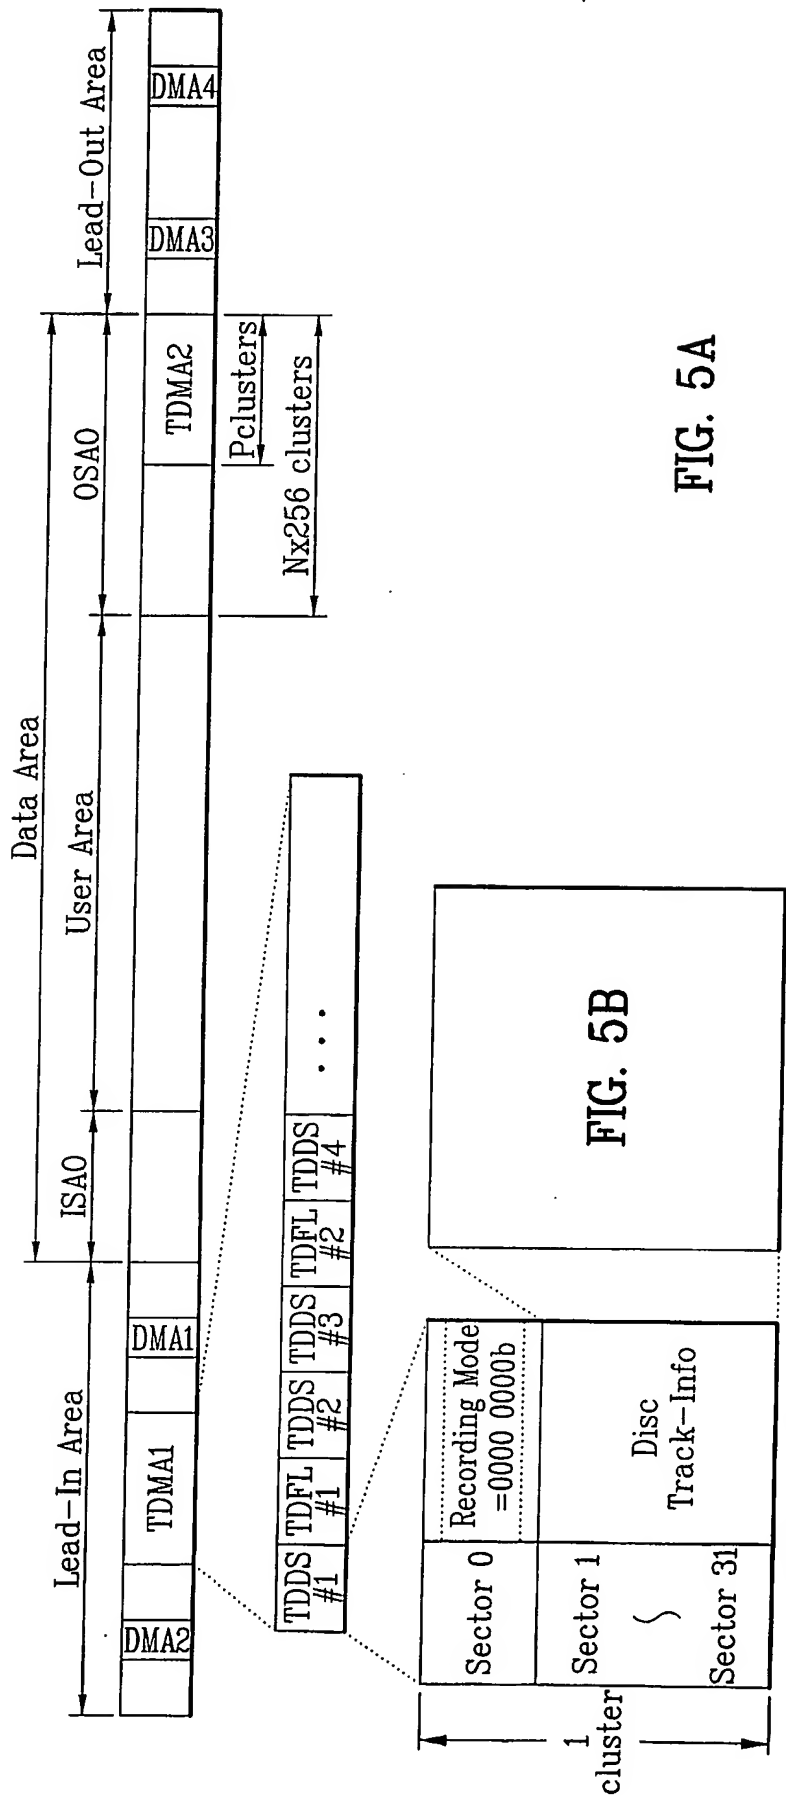 Data Area
Lead-In Area
ISA0
User Area
OSA0
Lead-Out Area
DMA2
TDMA1
DMA1
TDMA2
DMA3
DMA4
Pclusters
Nx256 clusters
TDDS
#1
TDFL
#1
TDDS
#2
TDDS
#3
TDFL
#2
TDDS
#4
...
1
cluster
Sector 0
Recording Mode
=0000 0000b
Sector 1
~
Sector 31
Disc
Track-Info
FIG. 5B
FIG. 5A